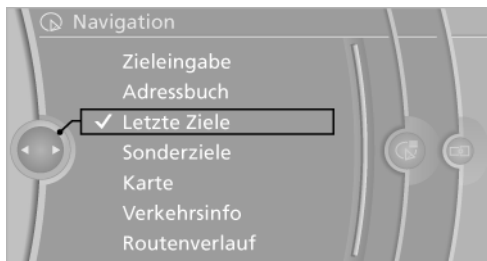 Navigation
Zieleingabe
Adressbuch
Letzte Ziele
Sonderziele
Karte
Verkehrsinfo
Routenverlauf